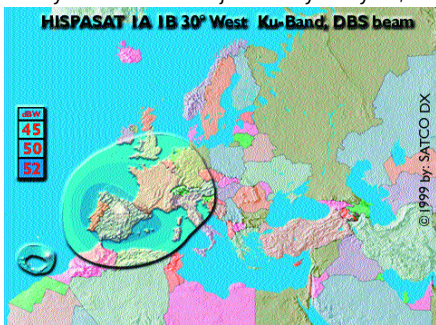 HISPASAT 1A 1B 30° West Ku-Band, DBS beam
dBW
45
50
52
©1999 by: SATCO DX